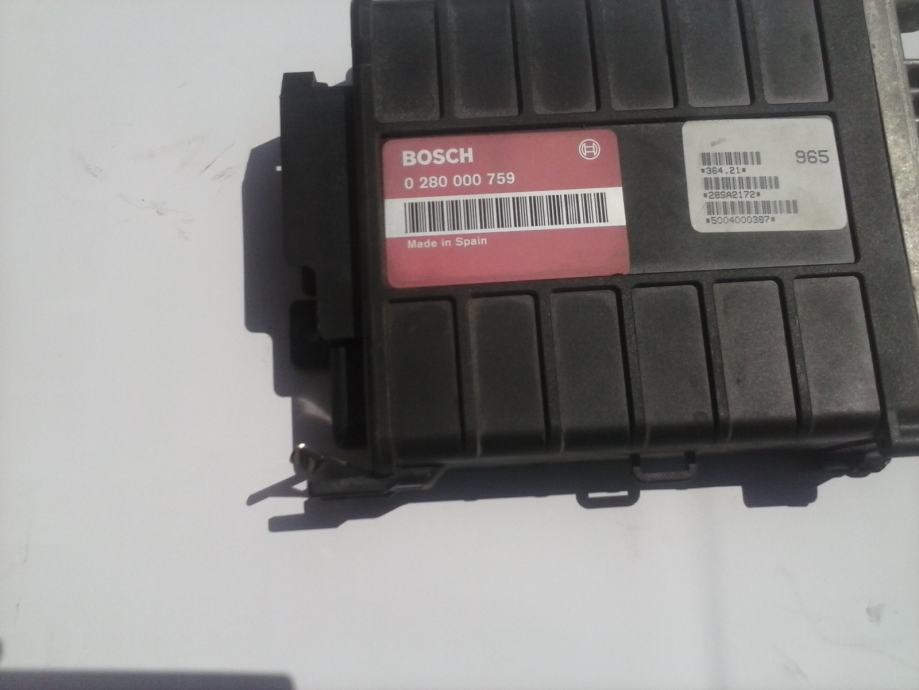 BOSCH
0 280 000 759
Made in Spain
965
*364.21*
*28SA2172*
*5004000387*